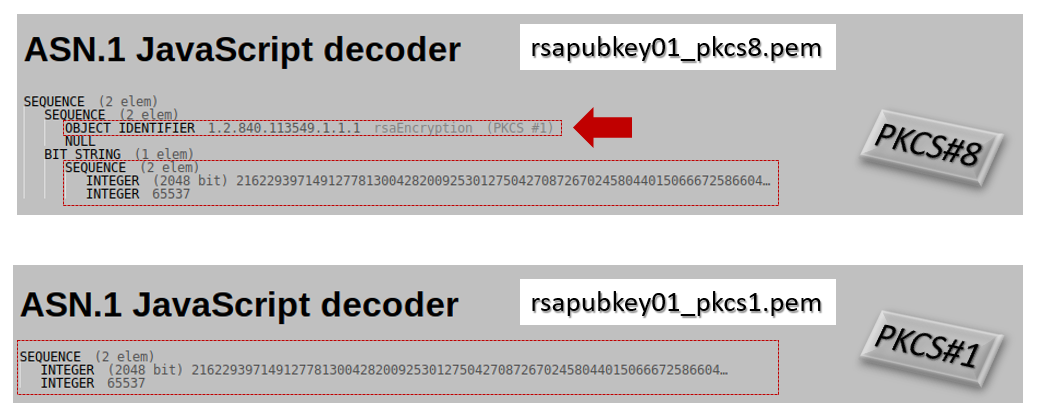 ASN.1 JavaScript decoder
rsapubkey01_pkcs8.pem
SEQUENCE (2 elem)
SEQUENCE (2 elem)
OBJECT IDENTIFIER 1.2.840.113549.1.1.1 rsaEncryption (PKCS #1)
NULL
BIT STRING (1 elem)
SEQUENCE (2 elem)
INTEGER (2048 bit) 216229397149127781300428200925301275042708726702458044015066672586604…
INTEGER 65537
PKCS#8
ASN.1 JavaScript decoder
rsapubkey01_pkcs1.pem
SEQUENCE (2 elem)
INTEGER (2048 bit) 216229397149127781300428200925301275042708726702458044015066672586604…
INTEGER 65537
PKCS#1